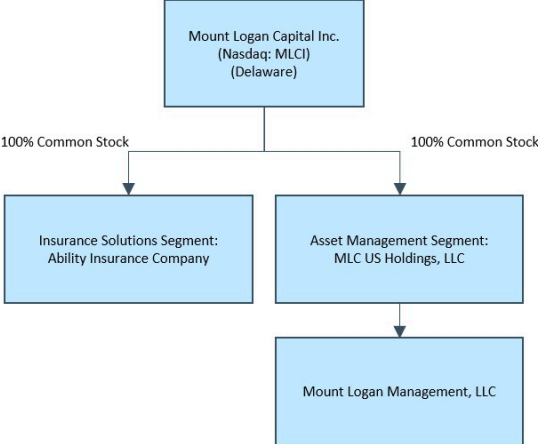 Mount Logan Capital Inc.
(Nasdaq: MLCI)
(Delaware)
100% Common Stock
100% Common Stock
Insurance Solutions Segment:
Ability Insurance Company
Asset Management Segment:
MLC US Holdings, LLC
Mount Logan Management, LLC